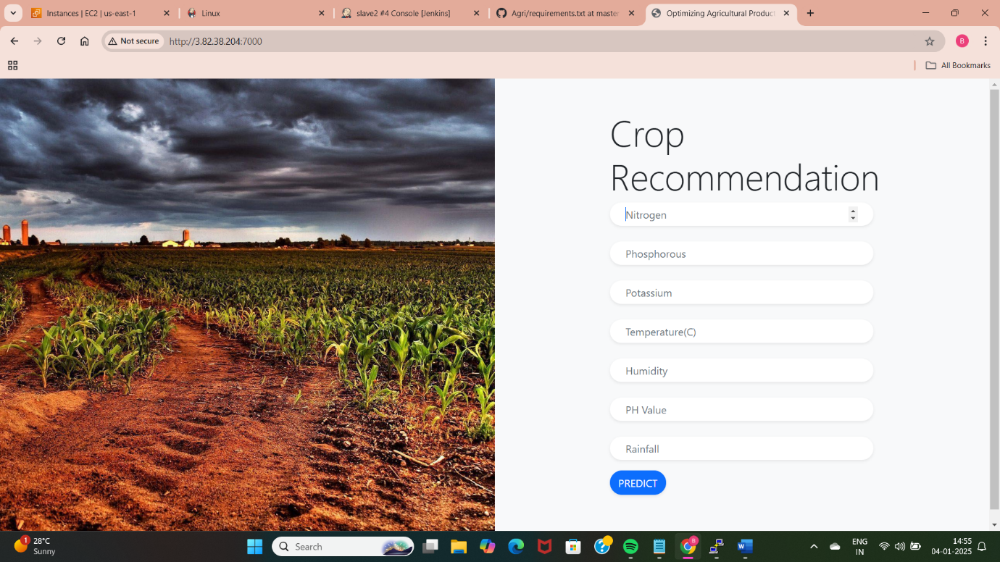 Instances | EC2 | us-east-1
Linux
slave2 #4 Console [Jenkins]
Agri/requirements.txt at master
Optimizing Agricultural Product
Not secure
http://3.82.38.204:7000
B
All Bookmarks
Crop
Recommendation
Nitrogen
Phosphorous
Potassium
Temperature(C)
Humidity
PH Value
Rainfall
PREDICT
1
28°C
Sunny
Search
B
W
ENG
IN
14:55
04-01-2025